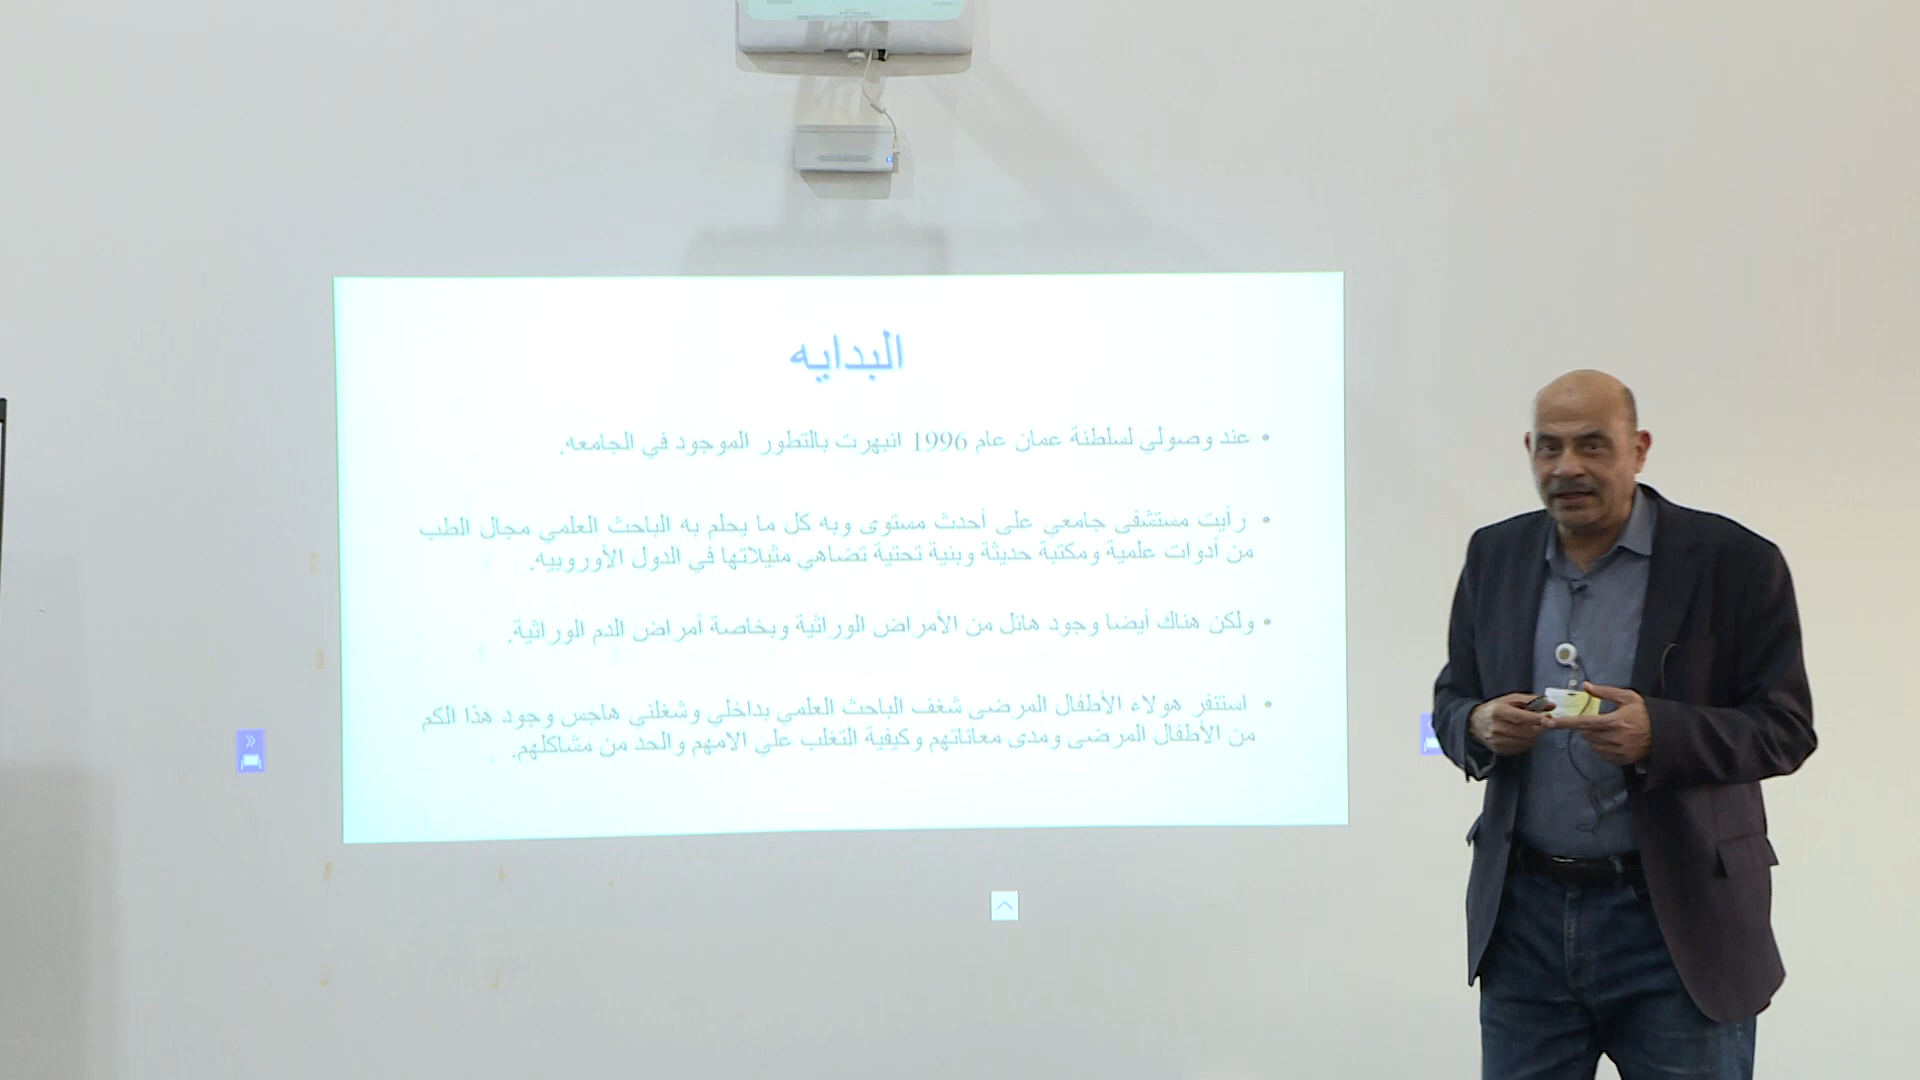 البدايه
• عند وصولي لسلطنة عمان عام 1996 انبهرت بالتطور الموجود في الجامعه.
• رأيت مستشفى جامعي على أحدث مستوى وبه كل ما يحلم به الباحث العلمي مجال الطب
من أدوات علمية ومكتبة حديثة وبنية تحتية تضاهي مثيلاتها في الدول الأوروبيه.
• ولكن هناك أيضا وجود هائل من الأمراض الوراثية وبخاصة أمراض الدم الوراثية.
• استنفر هولاء الأطفال المرضى شغف الباحث العلمي بداخلي وشغلني هاجس وجود هذا الكم
من الأطفال المرضى ومدى معاناتهم وكيفية التغلب علي الامهم والحد من مشاكلهم.